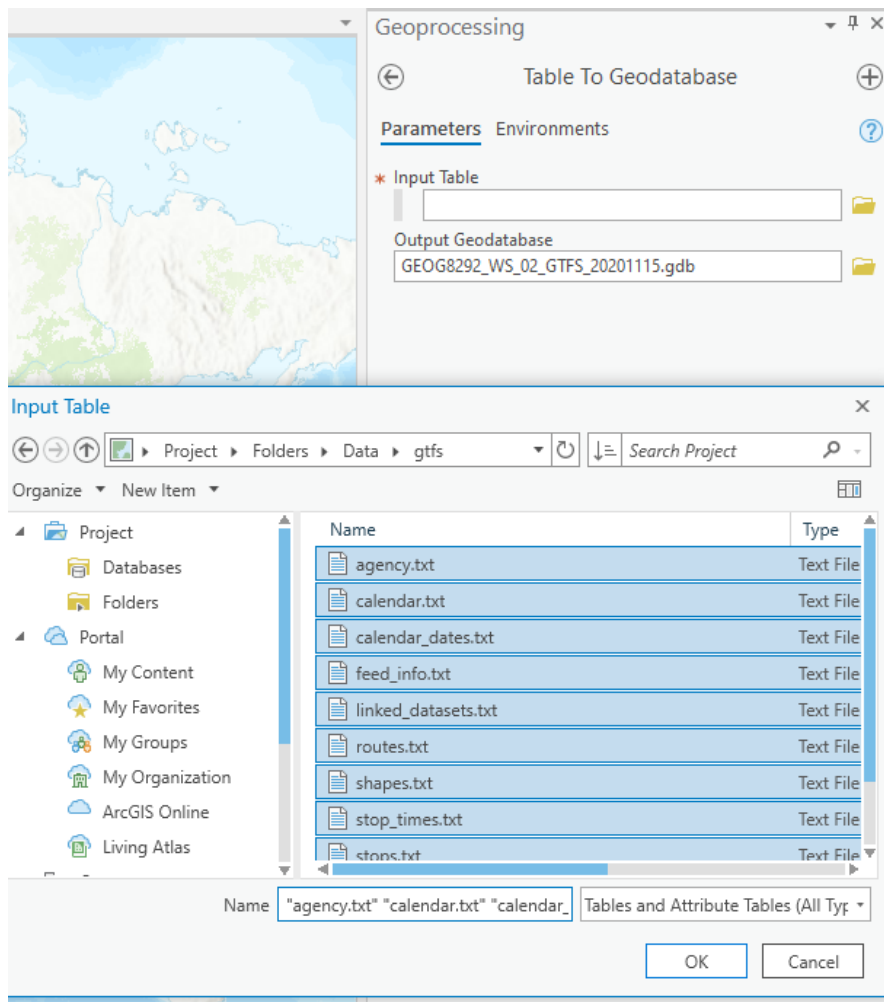 Geoprocessing
Table To Geodatabase
Parameters Environments
* Input Table
Output Geodatabase
GEOG8292_WS_02_GTFS_20201115.gdb
Input Table
Project Folders Data gtfs Search Project
Organize New Item
Project
Databases
Folders
Portal
My Content
My Favorites
My Groups
My Organization
ArcGIS Online
Living Atlas
Name Type
agency.txt Text File
calendar.txt Text File
calendar_dates.txt Text File
feed_info.txt Text File
linked_datasets.txt Text File
routes.txt Text File
shapes.txt Text File
stop_times.txt Text File
stops.txt Text File
Name "agency.txt" "calendar.txt" "calendar_ Tables and Attribute Tables (All Typ
OK Cancel